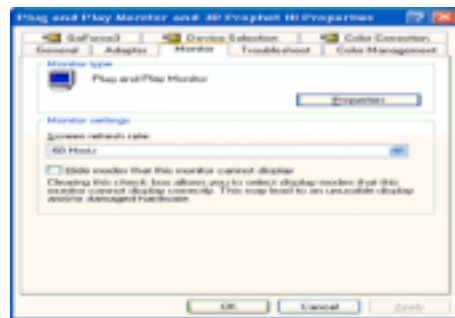 Plug and Play Monitor and 3D Prophet III Properties
GeForce3 Device Selection Color Correction
General Adapter Monitor Troubleshoot Color Management
Monitor type
Plug and Play Monitor
Properties
Monitor settings
Screen refresh rate:
60 Hertz
Hide modes that this monitor cannot display
Clearing this check box allows you to select display modes that this
monitor cannot display correctly. This may lead to an unusable display
and/or damaged hardware.
OK Cancel Apply